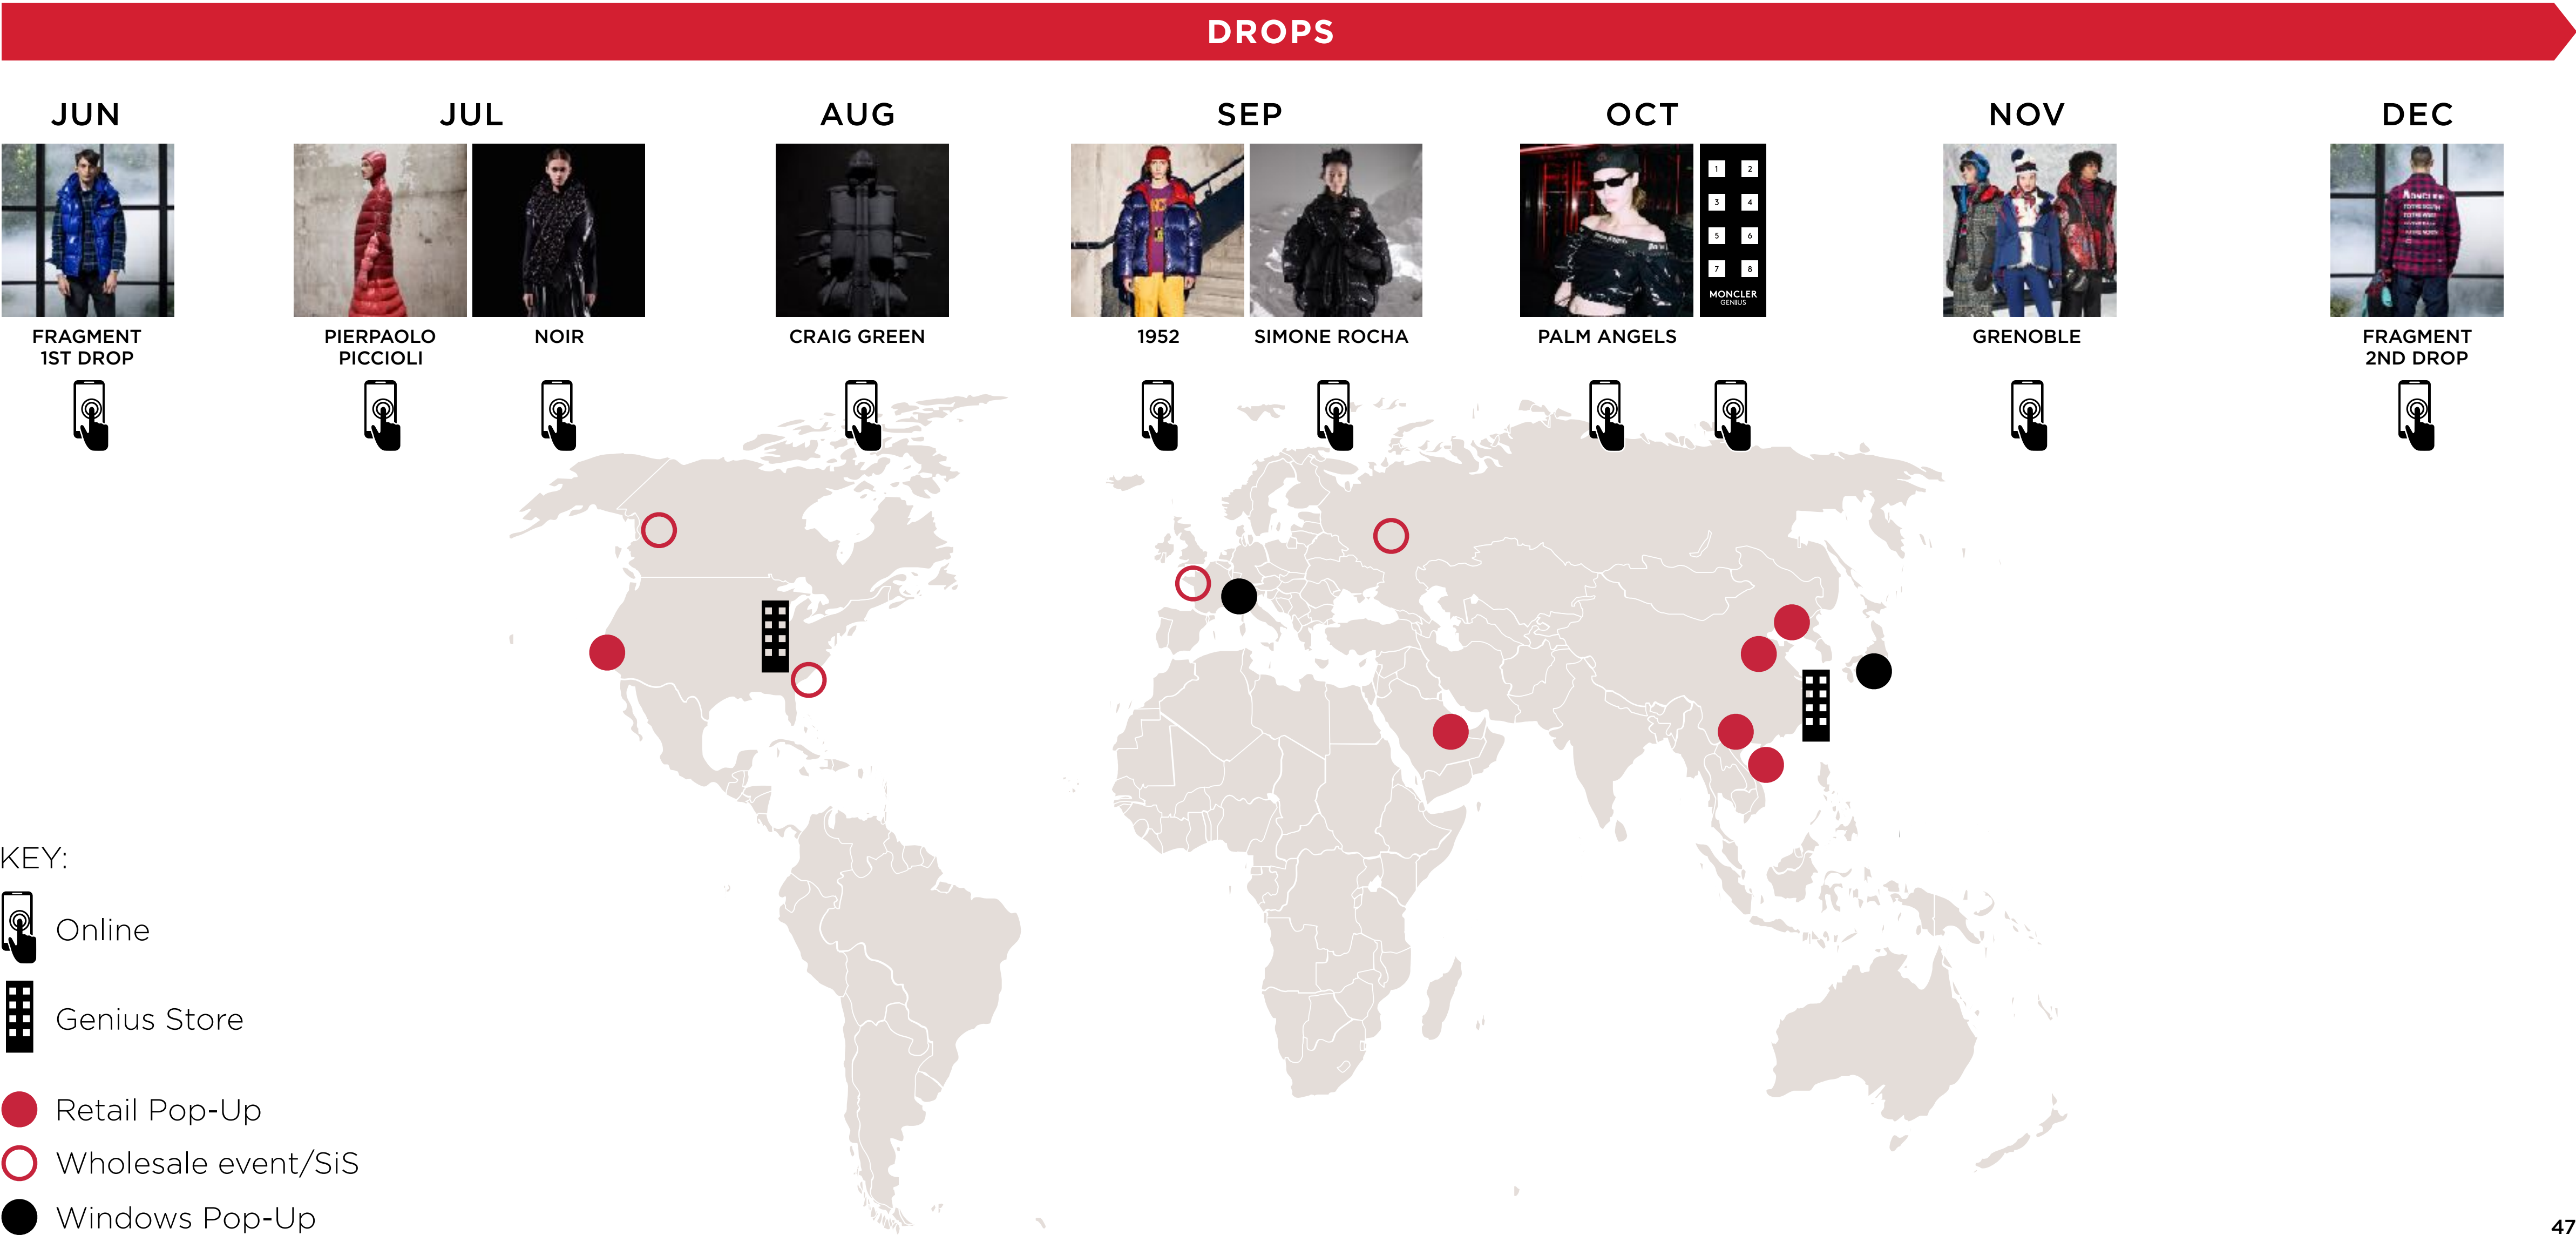 DROPS
JUN
JUL
AUG
SEP
OCT
NOV
DEC
1 2
3 4
5 6
7 8
MONCLER
GENIUS
FRAGMENT
1ST DROP
PIERPAOLO
PICCIOLI
NOIR
CRAIG GREEN
1952
SIMONE ROCHA
PALM ANGELS
GRENOBLE
MONCLER
FRAGMENT
2ND DROP
KEY:
Online
Genius Store
Retail Pop-Up
Wholesale event/SiS
Windows Pop-Up
47